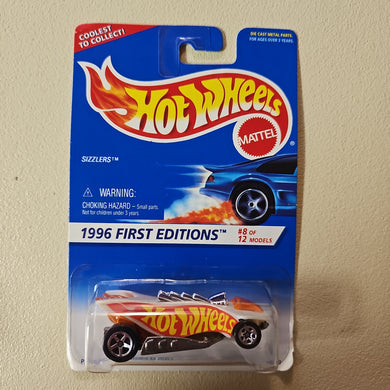 COOLEST
TO COLLECT!
DIE CAST METAL PARTS.
FOR AGES OVER 3 YEARS.
HOT WHEELS
MATTEL
®
SIZZLERS™
⚠ WARNING:
CHOKING HAZARD – Small parts.
Not for children under 3 years.
1996 FIRST EDITIONS™
#8 OF
12 MODELS
HOT WHEELS